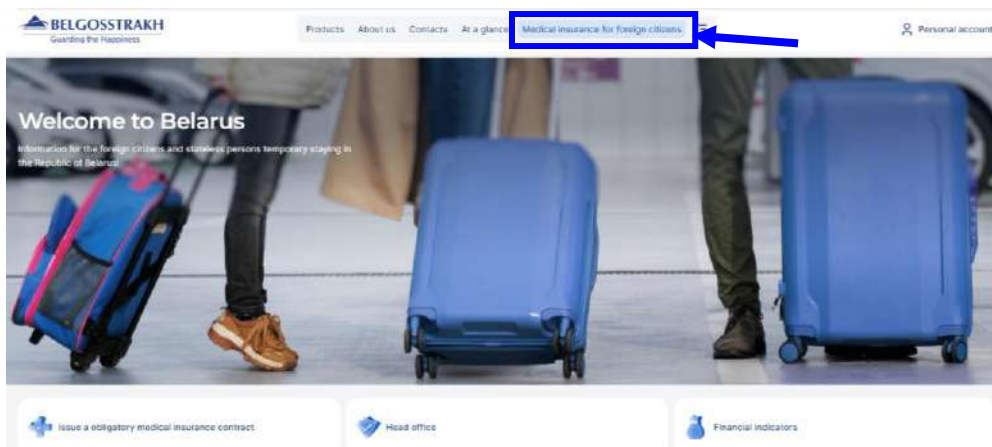 BELGOSSTRAKH
Guarding the Happiness
Products About us Contacts At a glance Medical insurance for foreign citizens
Personal account
Welcome to Belarus
Information for the foreign citizens and stateless persons temporary staying in
the Republic of Belarus!
Issue a obligatory medical insurance contract
Head office
Financial indicators